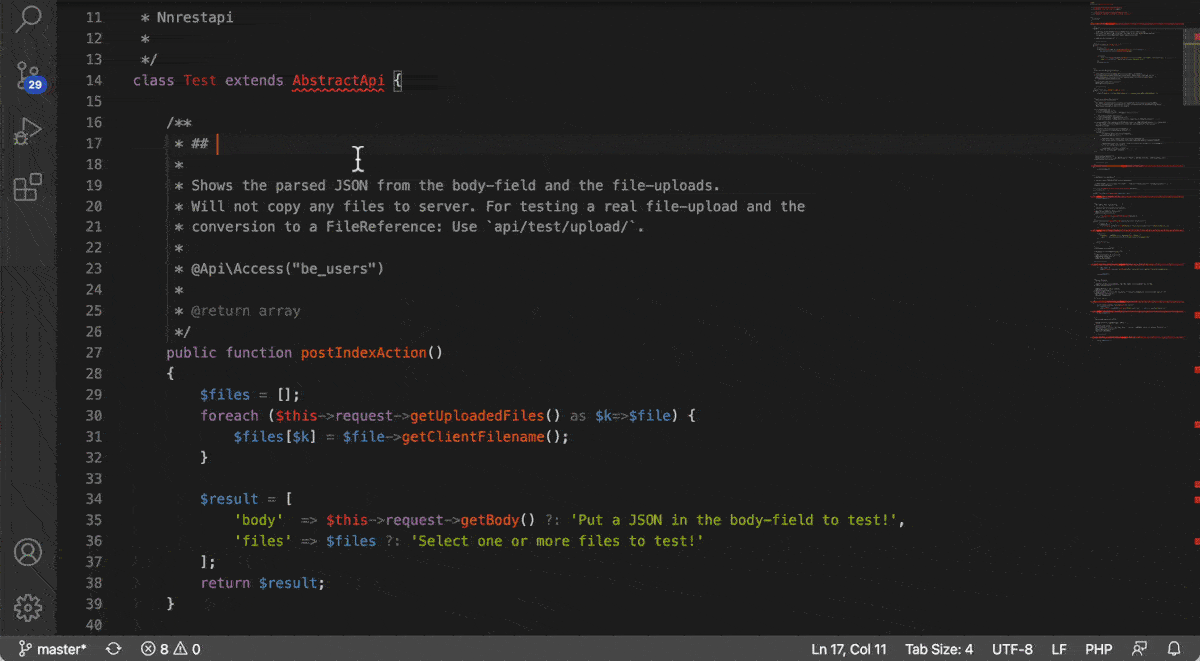 11 * Nnrestapi
12 *
13 */
14 class Test extends AbstractApi {
15
16 /**
17 * ##
18 *
19 * Shows the parsed JSON from the body-field and the file-uploads.
20 * Will not copy any files to server. For testing a real file-upload and the
21 * conversion to a FileReference: Use `api/test/upload/`.
22 *
23 * @Api\Access("be_users")
24 *
25 * @return array
26 */
27 public function postIndexAction()
28 {
29 $files = [];
30 foreach ($this->request->getUploadedFiles() as $k=>$file) {
31 $files[$k] = $file->getClientFilename();
32 }
33
34 $result = [
35 'body' => $this->request->getBody() ?: 'Put a JSON in the body-field to test!',
36 'files' => $files ?: 'Select one or more files to test!'
37 ];
38 return $result;
39 }
40
29
master* 8 0 Ln 17, Col 11 Tab Size: 4 UTF-8 LF PHP